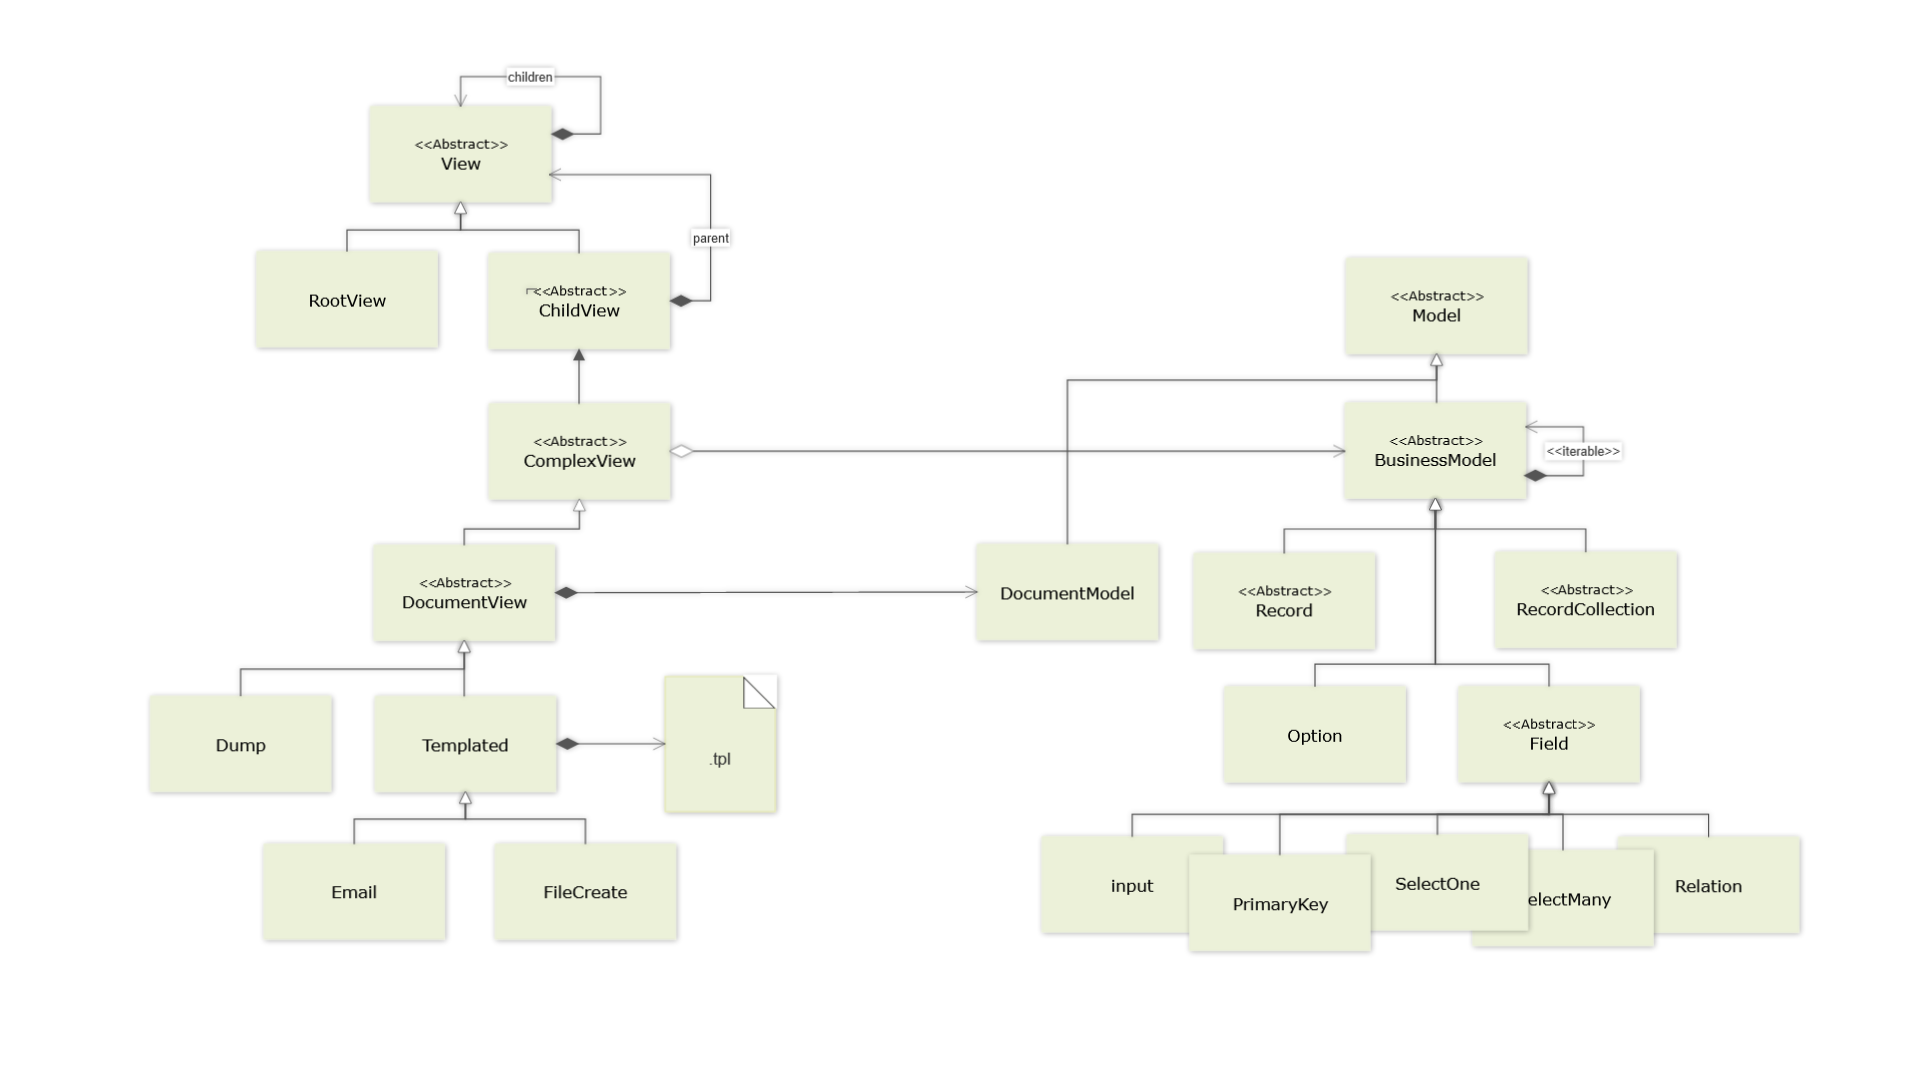 children
<<Abstract>>
View
parent
RootView
<<Abstract>>
ChildView
<<Abstract>>
Model
<<Abstract>>
ComplexView
<<Abstract>>
BusinessModel
<<iterable>>
<<Abstract>>
DocumentView
DocumentModel
<<Abstract>>
Record
<<Abstract>>
RecordCollection
Dump
Templated
.tpl
Option
<<Abstract>>
Field
Email
FileCreate
input
PrimaryKey
SelectOne
electMany
Relation